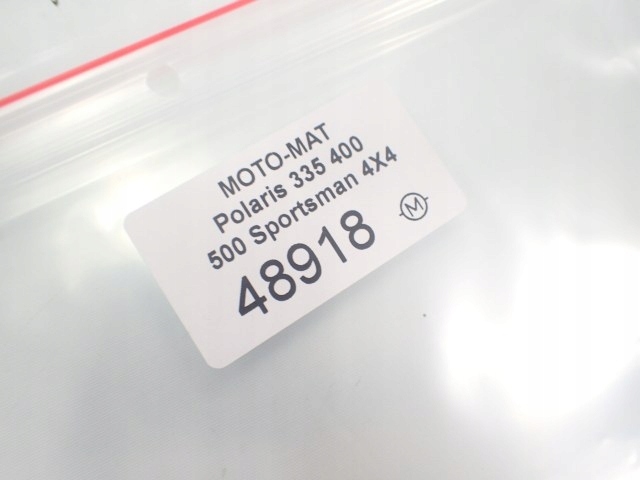 MOTO-MAT
Polaris 335 400
500 Sportsman 4X4
48918
M